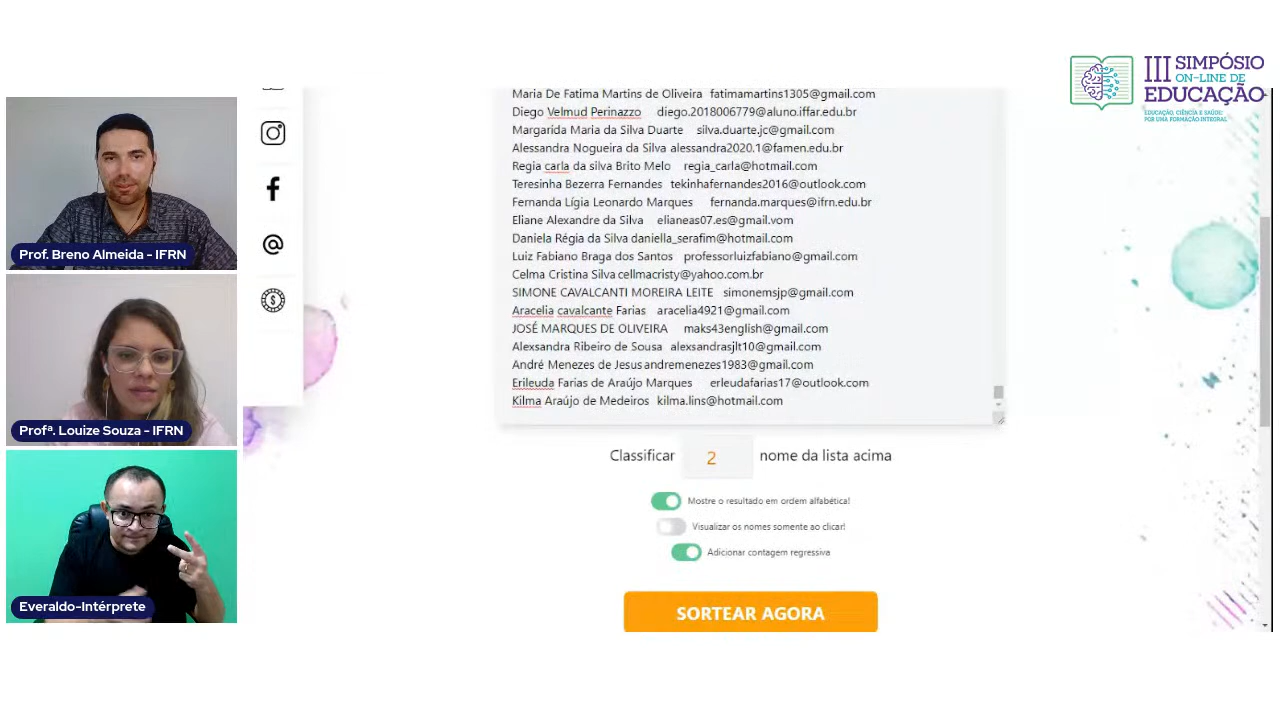 III SIMPÓSIO
ON-LINE DE
EDUCAÇÃO
EDUCAÇÃO, CIÊNCIA E SAÚDE:
POR UMA FORMAÇÃO INTEGRAL
Prof. Breno Almeida - IFRN
Profª. Louize Souza - IFRN
Everaldo-Intérprete
Maria De Fatima Martins de Oliveira fatimamartins1305@gmail.com
Diego Velmud Perinazzo diego.2018006779@aluno.iffar.edu.br
Margarida Maria da Silva Duarte silva.duarte.jc@gmail.com
Alessandra Nogueira da Silva alessandra2020.1@famen.edu.br
Regia carla da silva Brito Melo regia_carla@hotmail.com
Teresinha Bezerra Fernandes tekinhafernandes2016@outlook.com
Fernanda Lígia Leonardo Marques fernanda.marques@ifrn.edu.br
Eliane Alexandre da Silva elianeas07.es@gmail.vom
Daniela Régia da Silva daniella_serafim@hotmail.com
Luiz Fabiano Braga dos Santos professorluizfabiano@gmail.com
Celma Cristina Silva cellmacristy@yahoo.com.br
SIMONE CAVALCANTI MOREIRA LEITE simonemsjp@gmail.com
Aracelia cavalcante Farias aracelia4921@gmail.com
JOSÉ MARQUES DE OLIVEIRA maks43english@gmail.com
Alexsandra Ribeiro de Sousa alexsandrasjlt10@gmail.com
André Menezes de Jesus andremenezes1983@gmail.com
Erileuda Farias de Araújo Marques erleudafarias17@outlook.com
Kilma Araújo de Medeiros kilma.lins@hotmail.com
Classificar 2 nome da lista acima
Mostre o resultado em ordem alfabética!
Visualizar os nomes somente ao clicar!
Adicionar contagem regressiva
SORTEAR AGORA